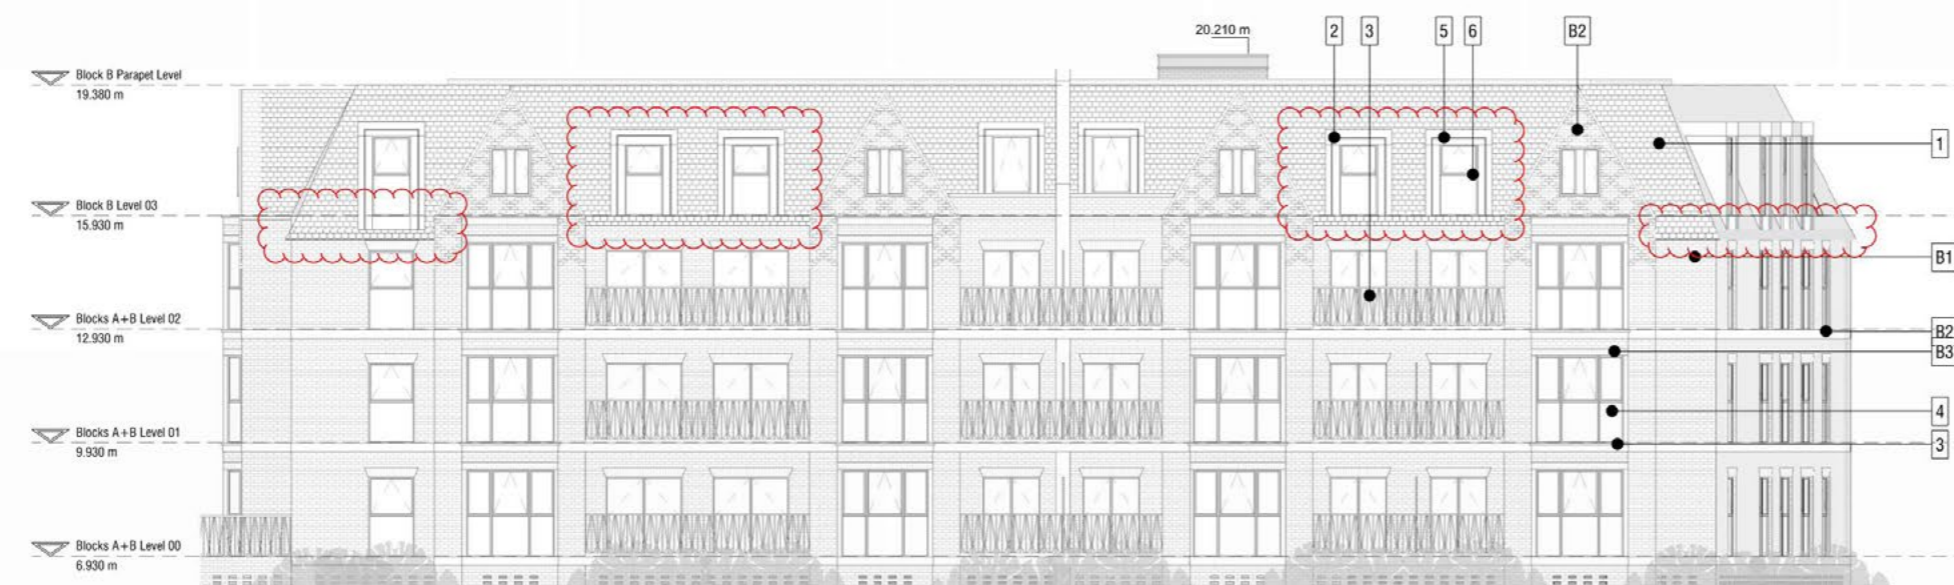 20.210 m
2
3
5
6
B2
Block B Parapet Level
19.380 m
1
Block B Level 03
15.930 m
B1
Blocks A+B Level 02
12.930 m
B2
B3
4
Blocks A+B Level 01
9.930 m
3
Blocks A+B Level 00
6.930 m